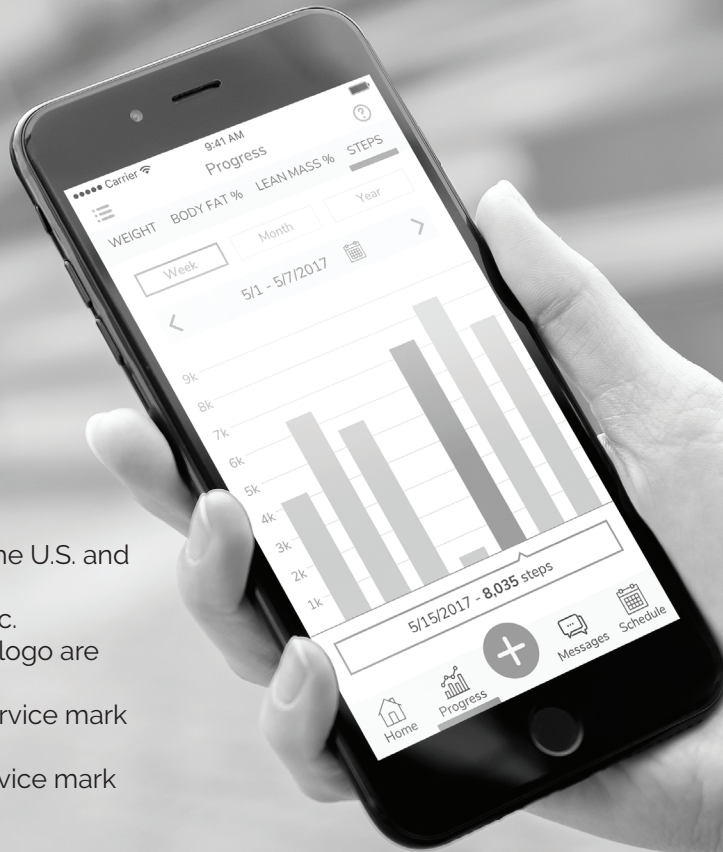 ●●●●● Carrier
9:41 AM
Progress
?
WEIGHT BODY FAT % LEAN MASS % STEPS
Week Month Year
< 5/1 - 5/7/2017 >
9k
8k
7k
6k
5k
4k
3k
2k
1k
5/15/2017 - 8,035 steps
Home Progress + Messages Schedule
ne U.S. and
c.
logo are
rvice mark
vice mark